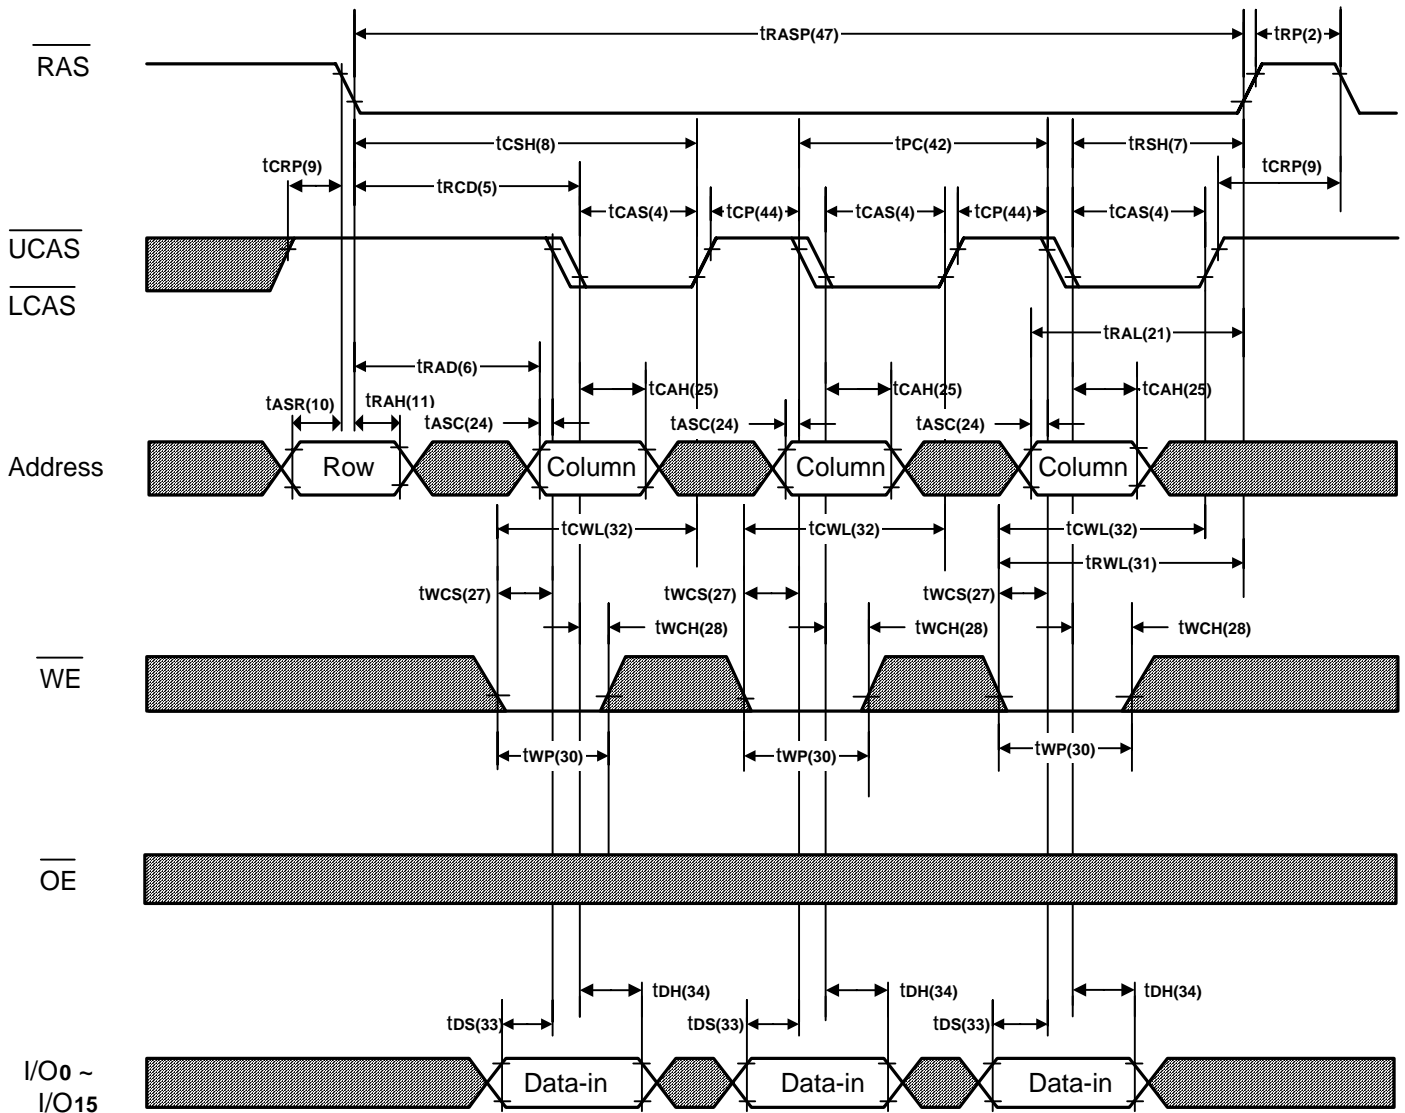 tRASP(47) tRP(2)
RAS
tCSH(8) tPC(42) tRSH(7)
tCRP(9) tRCD(5) tCRP(9)
tCAS(4) tCP(44) tCAS(4) tCP(44) tCAS(4)
UCAS
LCAS
tRAL(21)
tRAD(6)
tCAH(25) tCAH(25) tCAH(25)
tASR(10) tRAH(11) tASC(24) tASC(24) tASC(24)
Address Row Column Column Column
tCWL(32) tCWL(32) tCWL(32)
tRWL(31)
tWCS(27) tWCS(27) tWCS(27)
tWCH(28) tWCH(28) tWCH(28)
WE
tWP(30) tWP(30) tWP(30)
OE
tDH(34) tDH(34) tDH(34)
tDS(33) tDS(33) tDS(33)
I/O0 ~ Data-in Data-in Data-in
I/O15